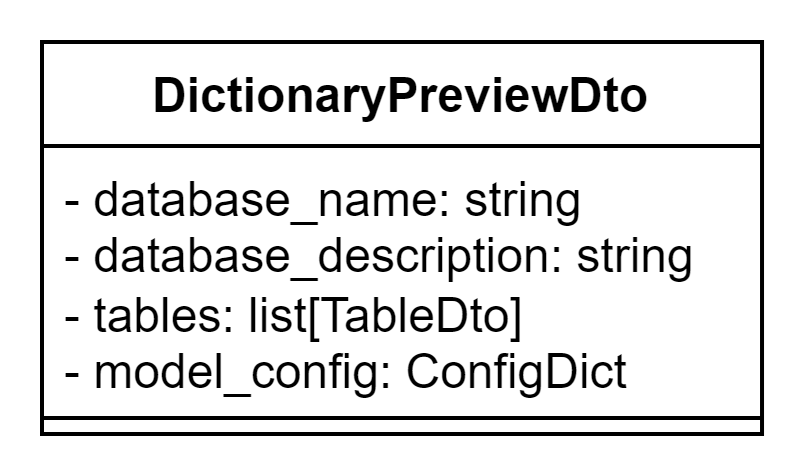 DictionaryPreviewDto
- database_name: string
- database_description: string
- tables: list[TableDto]
- model_config: ConfigDict